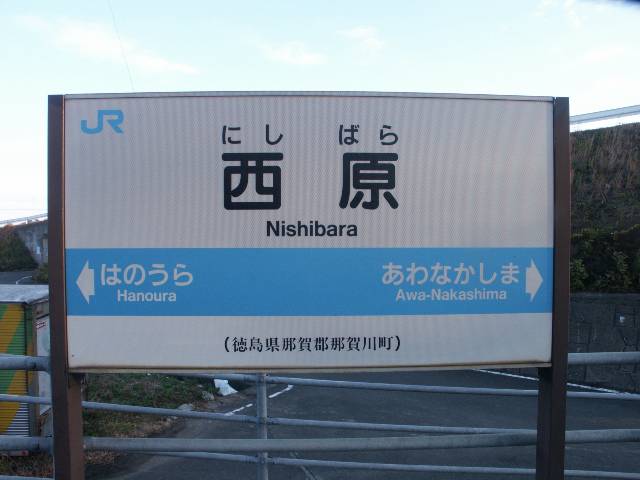 JR
にし ばら
西 原
Nishibara
はのうら
Hanoura
あわなかしま
Awa-Nakashima
(徳島県那賀郡那賀川町)